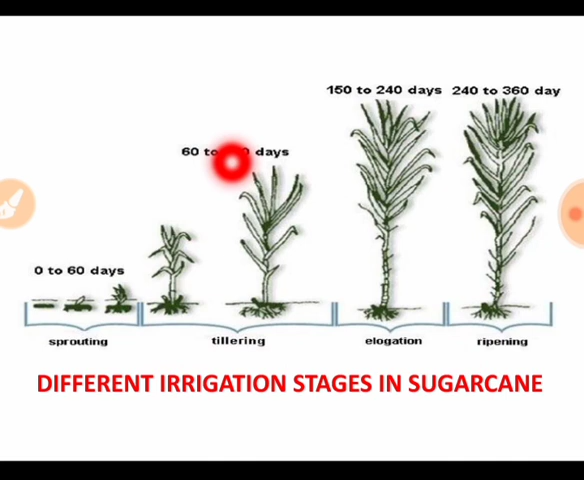 150 to 240 days 240 to 360 day
60 to days
0 to 60 days
sprouting tillering elogation ripening
DIFFERENT IRRIGATION STAGES IN SUGARCANE